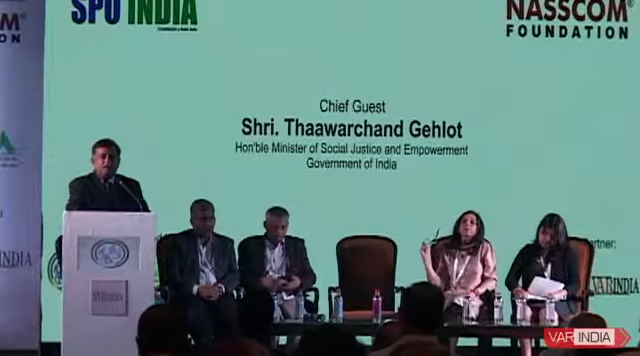 SPO INDIA
NASSCOM®
FOUNDATION
Chief Guest
Shri. Thaawarchand Gehlot
Hon'ble Minister of Social Justice and Empowerment
Government of India
VARINDIA
VARINDIA
VARINDIA